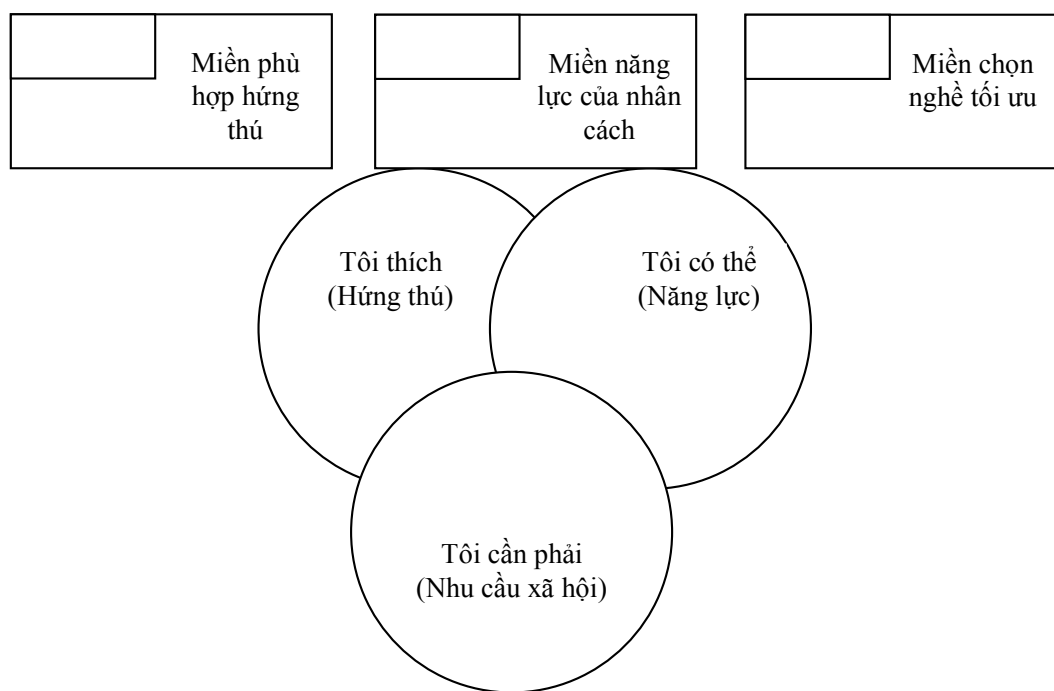 Miền phù
hợp hứng
thú
Miền năng
lực của nhân
cách
Miền chọn
nghề tối ưu
Tôi thích
(Hứng thú)
Tôi có thể
(Năng lực)
Tôi cần phải
(Nhu cầu xã hội)